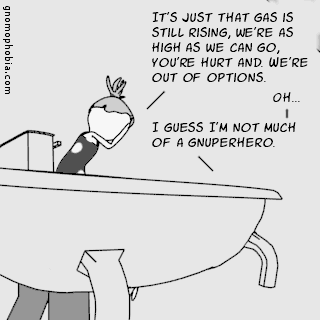 gnomophobia.com
IT'S JUST THAT GAS IS
STILL RISING, WE'RE AS
HIGH AS WE CAN GO,
YOU'RE HURT AND. WE'RE
OUT OF OPTIONS.
OH...
I GUESS I'M NOT MUCH
OF A GNUPERHERO.